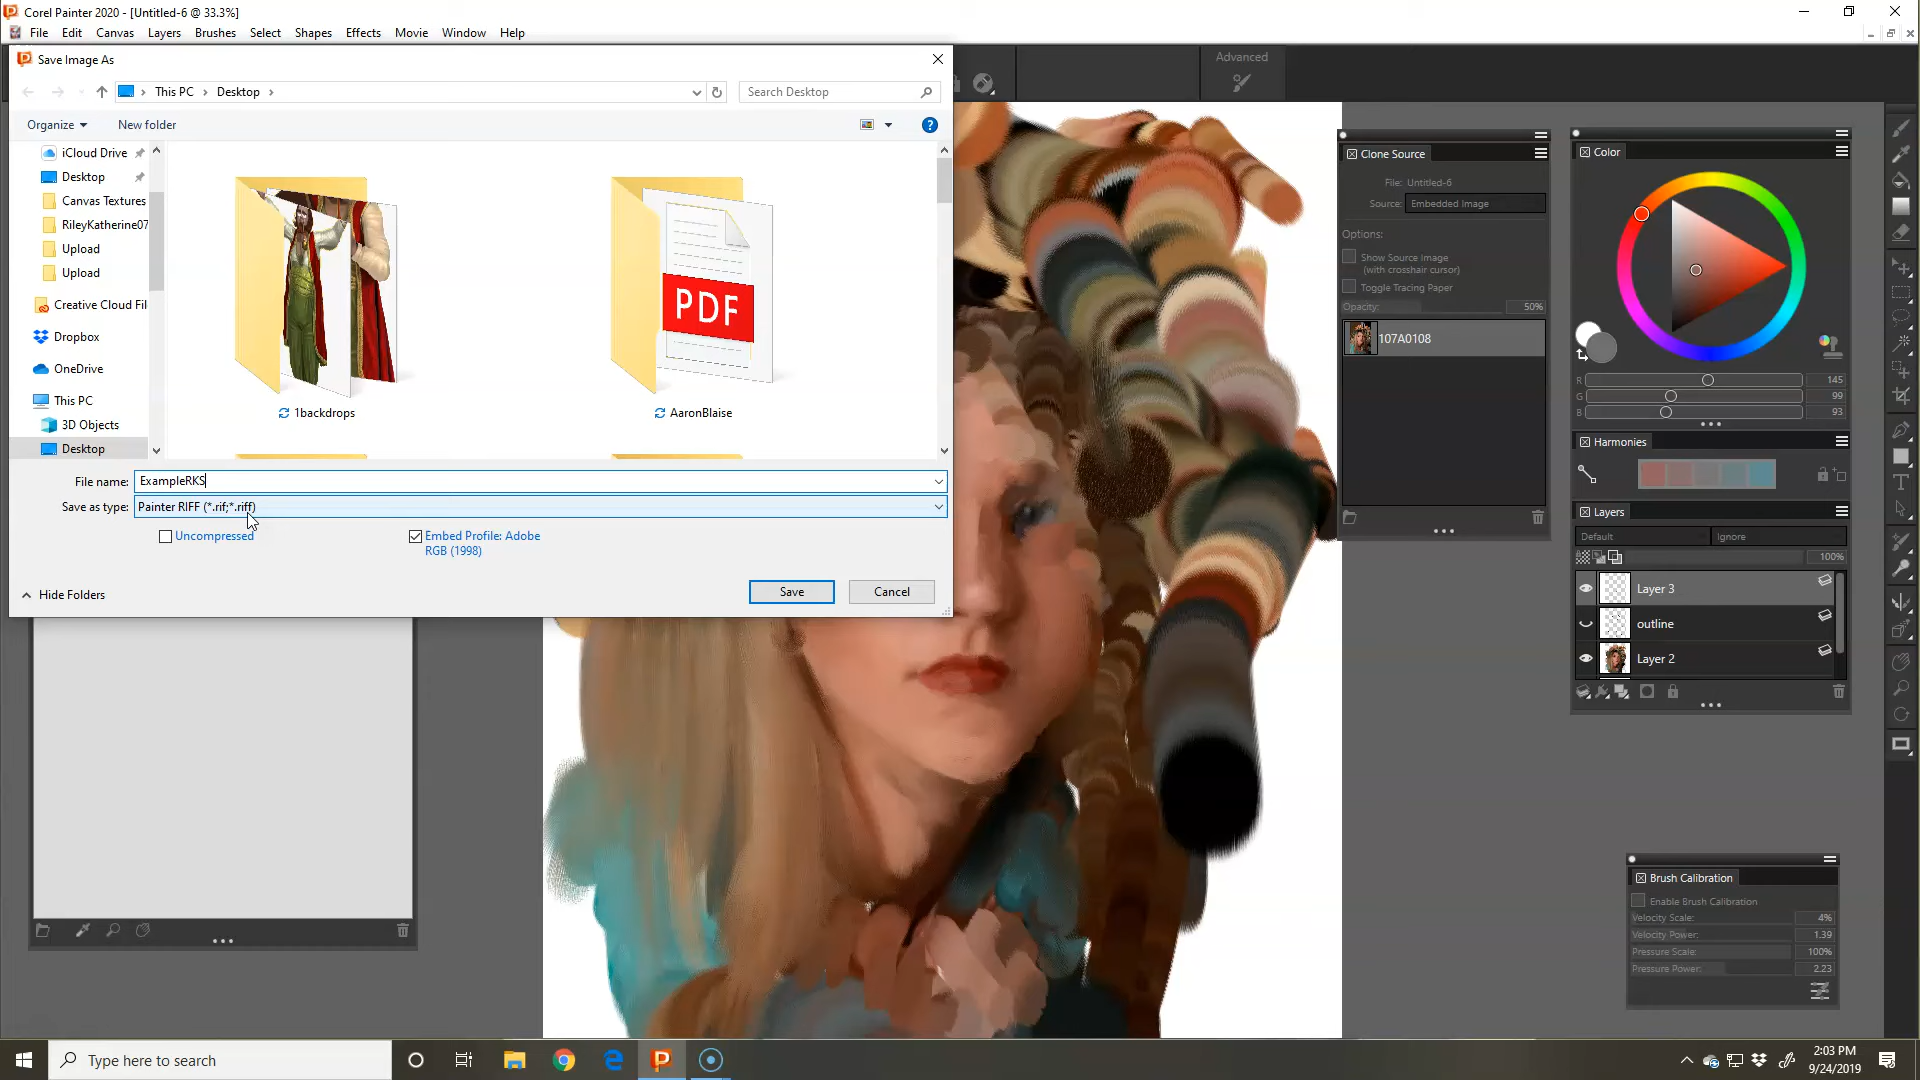 Corel Painter 2020 - [Untitled-6 @ 33.3%]
File Edit Canvas Layers Brushes Select Shapes Effects Movie Window Help
Save Image As
This PC > Desktop >
Search Desktop
Organize
New folder
iCloud Drive
Desktop
Canvas Textures
RileyKatherine07
Upload
Upload
Creative Cloud Fil
Dropbox
OneDrive
This PC
3D Objects
Desktop
PDF
1backdrops
AaronBlaise
File name: ExampleRKS
Save as type: Painter RIFF (*.rif;*.riff)
Uncompressed
Embed Profile: Adobe
RGB (1998)
Hide Folders
Save
Cancel
Advanced
Clone Source
File: Untitled-6
Source: Embedded Image
Options:
Show Source Image
(with crosshair cursor)
Toggle Tracing Paper
Opacity: 50%
107A0108
Color
R 145
G 99
B 93
Harmonies
Layers
Default Ignore
100%
Layer 3
outline
Layer 2
Brush Calibration
Enable Brush Calibration
Velocity Scale: 4%
Velocity Power: 1.39
Pressure Scale: 100%
Pressure Power: 2.23
Type here to search
2:03 PM
9/24/2019